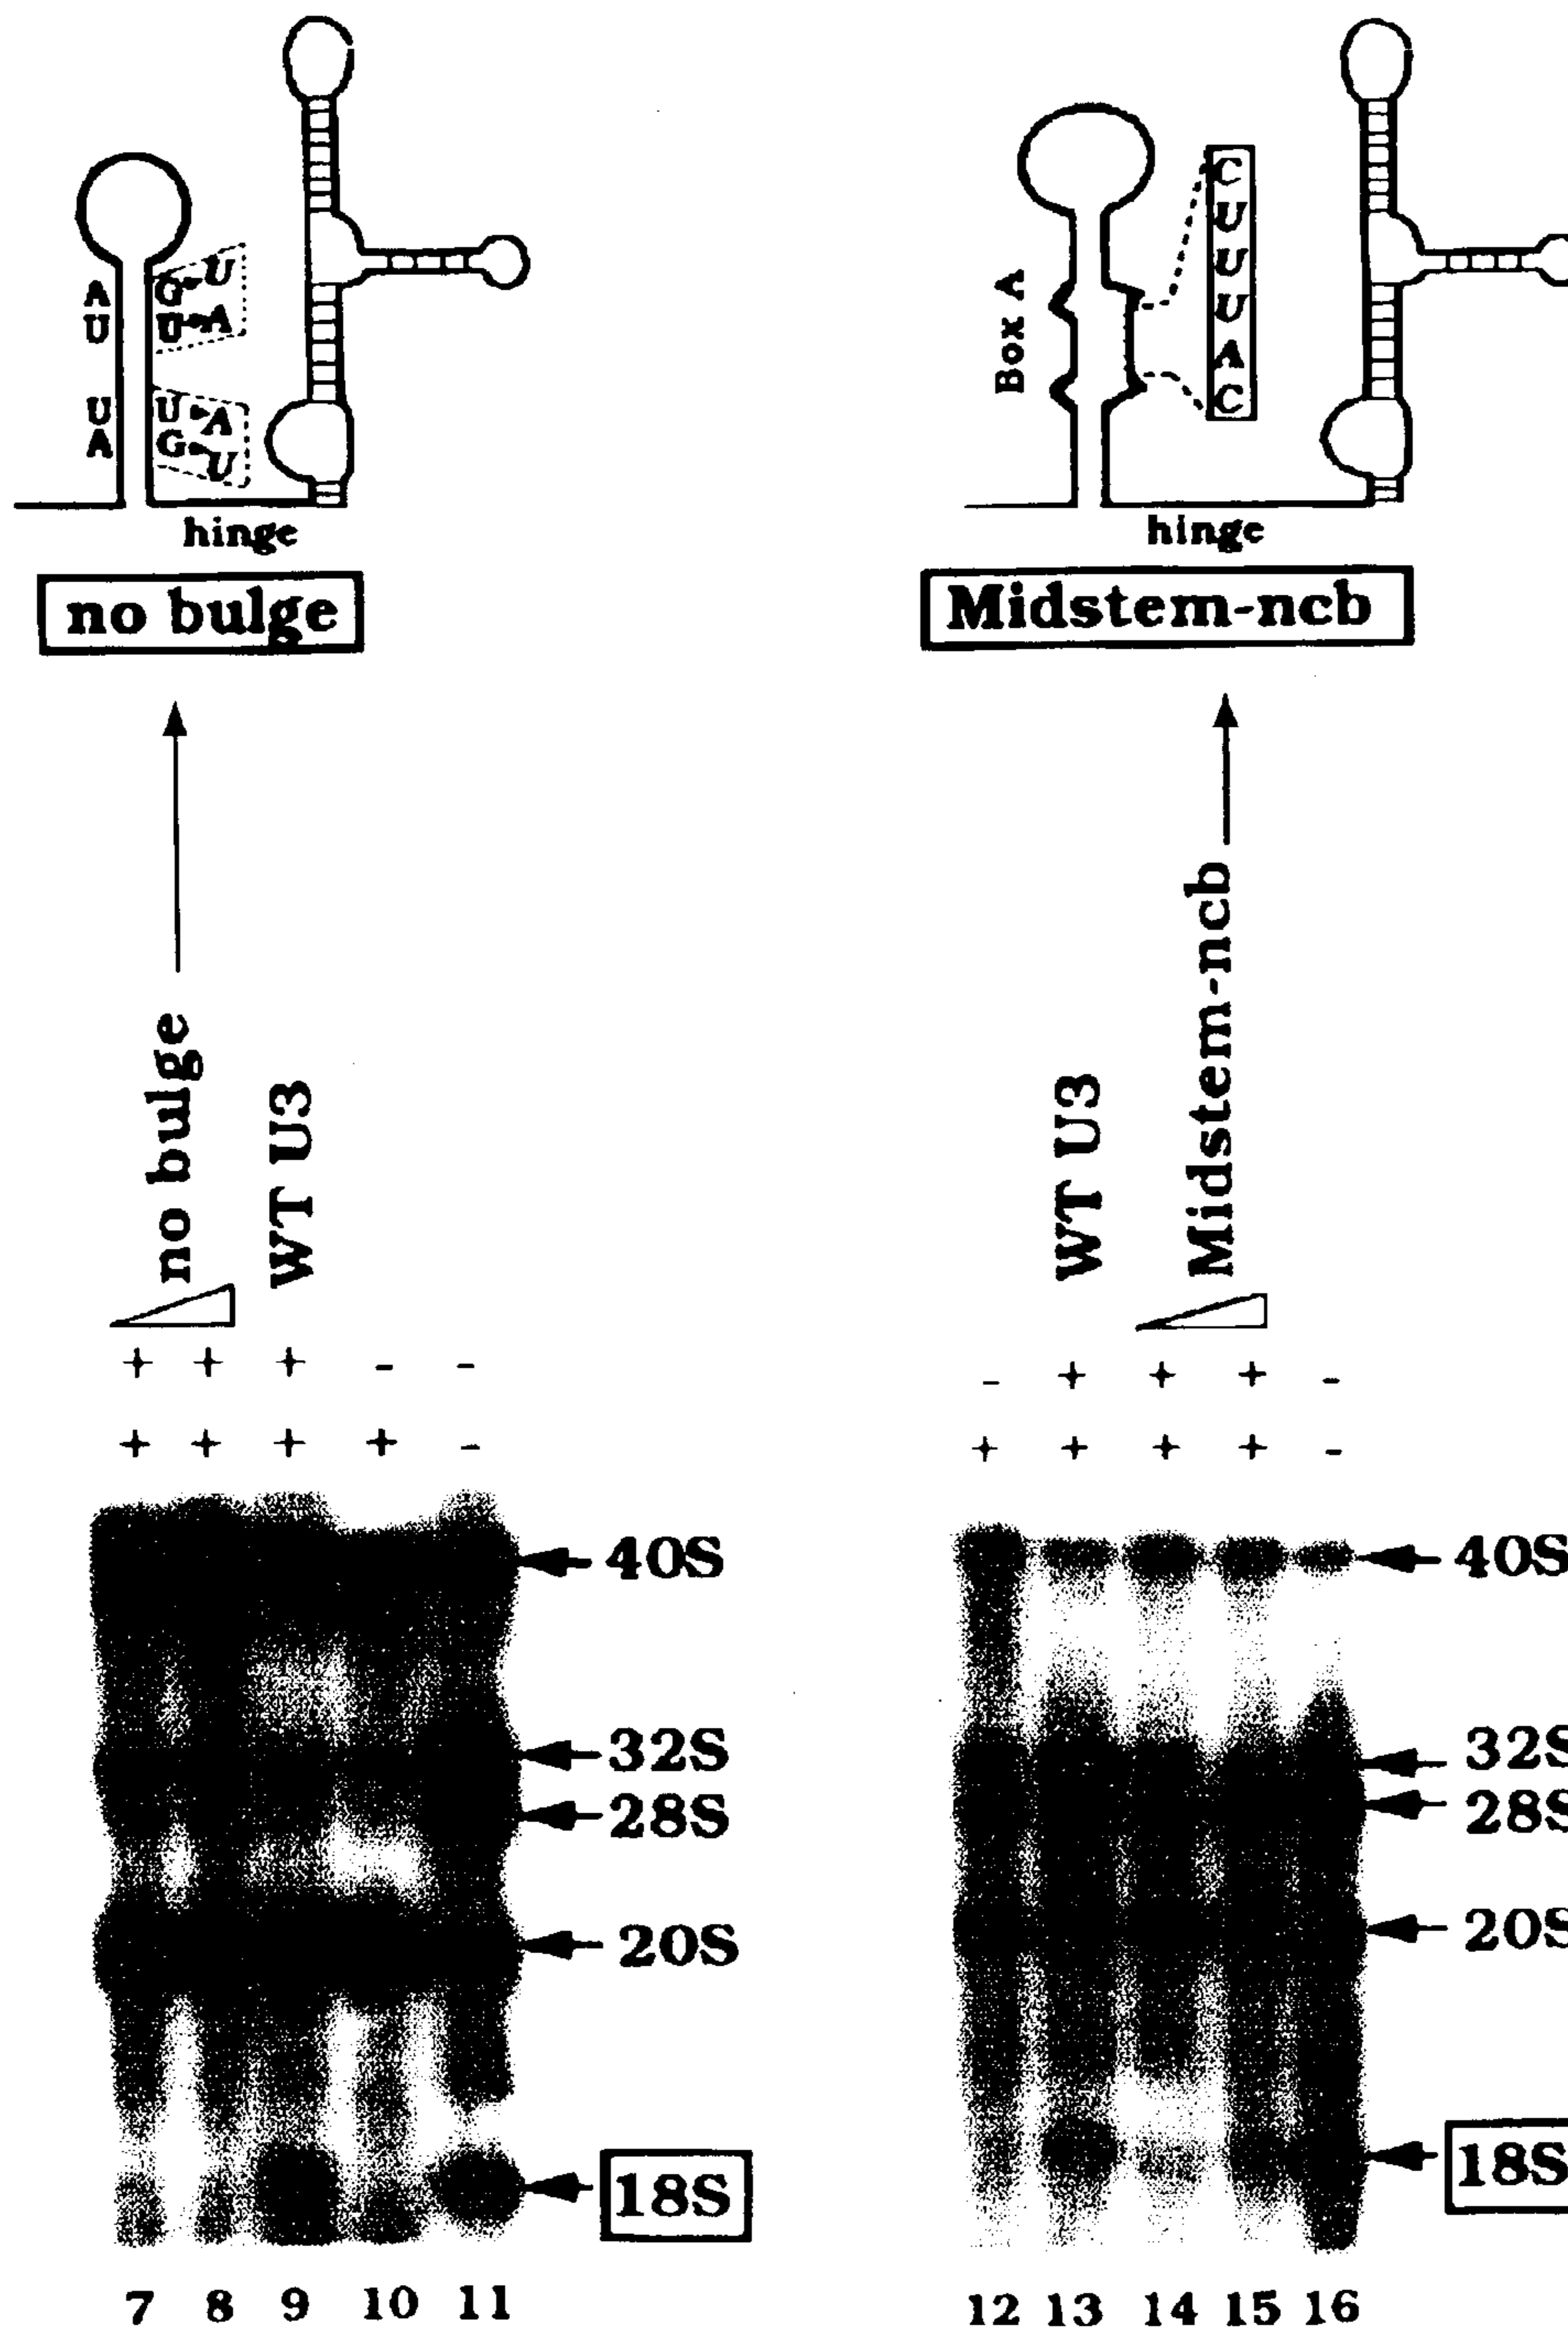 A G U
U U A
U U A
A G U
hinge
no bulge
Box A
C
U
U
U
A
C
hinge
Midstem-ncb
no bulge
WT U3
+ + + - -
+ + + + -
40S
32S
28S
20S
18S
7 8 9 10 11
WT U3
Midstem-ncb
- + + + -
+ + + + -
40S
32S
28S
20S
18S
12 13 14 15 16